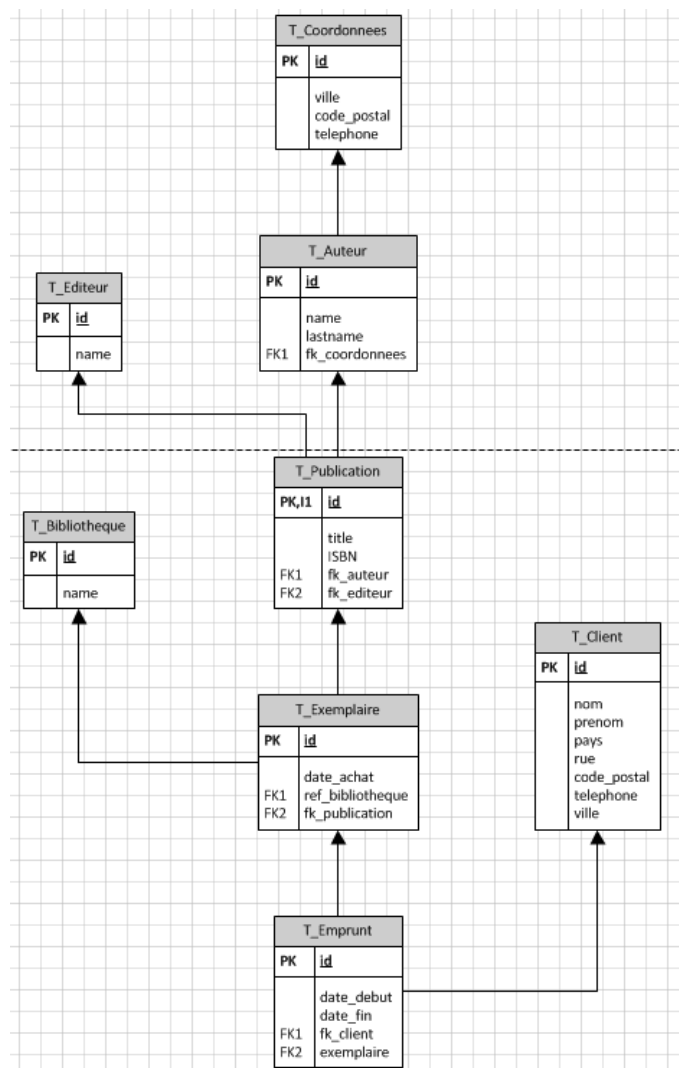 T_Coordonnees
PK id
ville
code_postal
telephone
T_Auteur
PK id
name
lastname
FK1 fk_coordonnees
T_Editeur
PK id
name
T_Publication
PK,I1 id
title
ISBN
FK1 fk_auteur
FK2 fk_editeur
T_Bibliotheque
PK id
name
T_Client
PK id
nom
prenom
pays
rue
code_postal
telephone
ville
T_Exemplaire
PK id
date_achat
FK1 ref_bibliotheque
FK2 fk_publication
T_Emprunt
PK id
date_debut
date_fin
FK1 fk_client
FK2 exemplaire